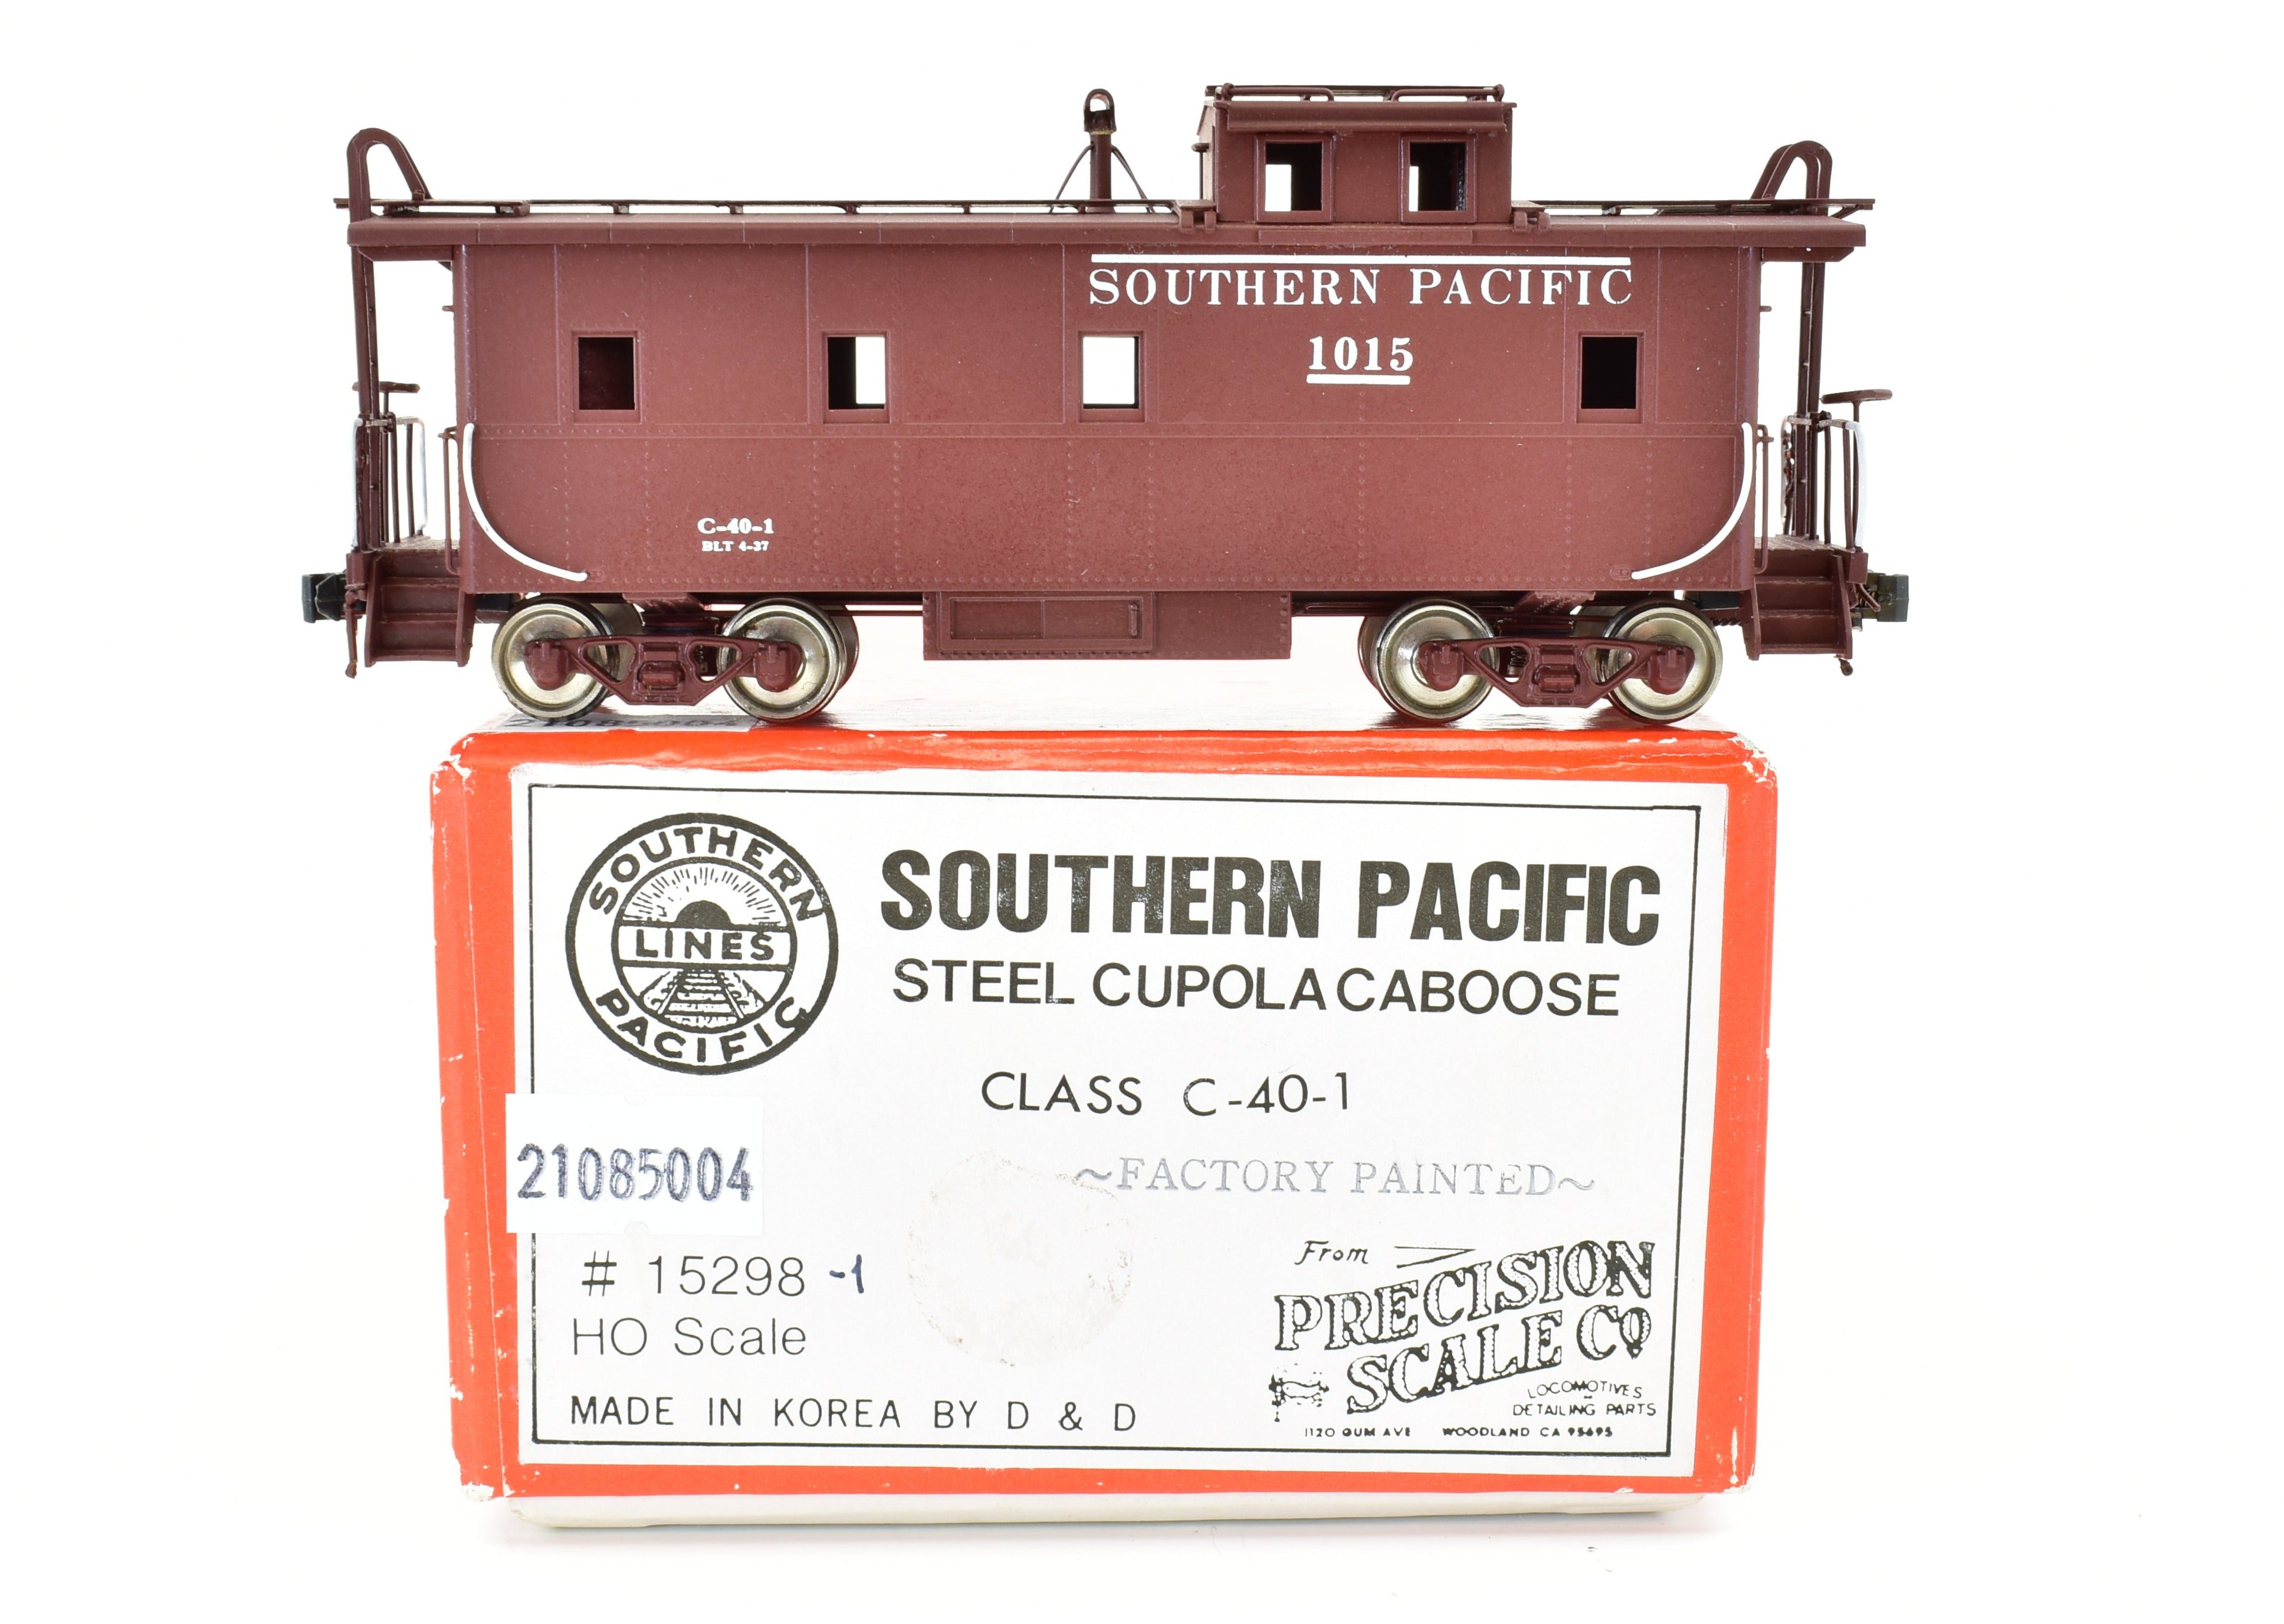 SOUTHERN PACIFIC
1015
C-40-1
BLT 4-37
SOUTHERN
LINES
PACIFIC
SOUTHERN PACIFIC
STEEL CUPOLA CABOOSE
CLASS C-40-1
~FACTORY PAINTED~
21085004
# 15298 -1
HO Scale
MADE IN KOREA BY D & D
From
PRECISION
SCALE CO
LOCOMOTIVES
DETAILING PARTS
1120 GUM AVE WOODLAND CA 95695